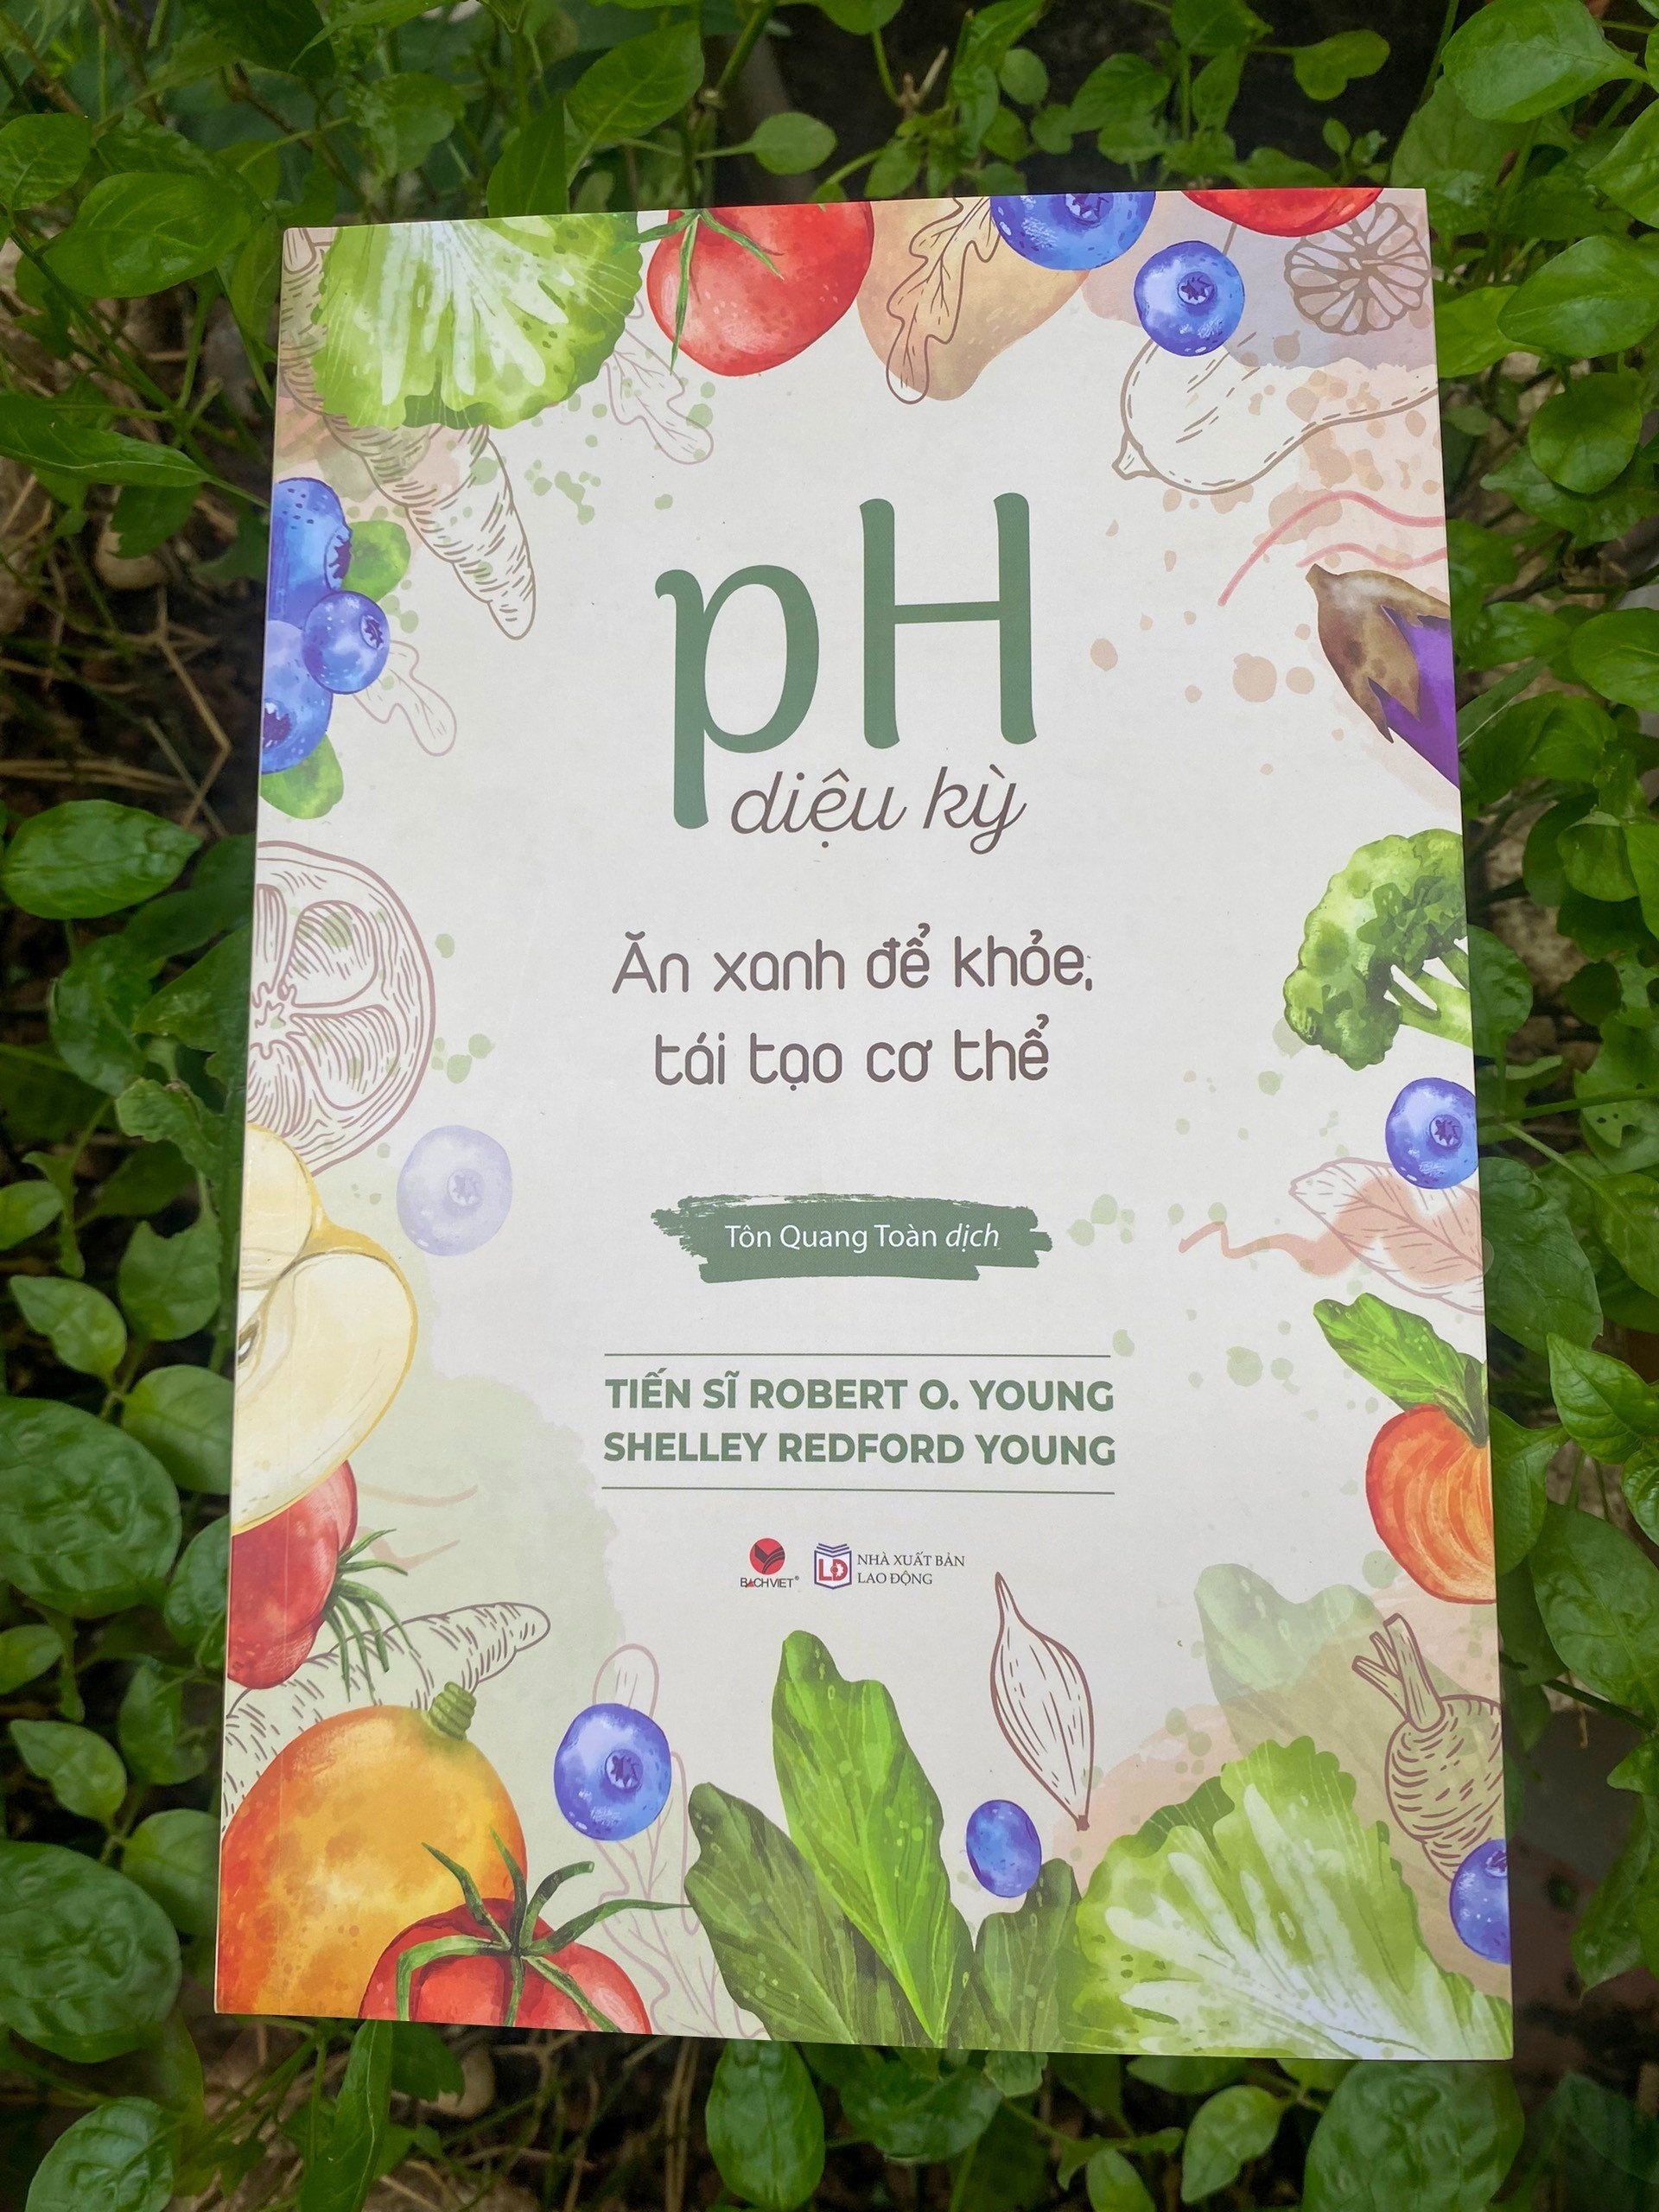 pH
diệu kỳ
Ăn xanh để khỏe,
tái tạo cơ thể
Tôn Quang Toàn dịch
TIẾN SĨ ROBERT O. YOUNG
SHELLEY REDFORD YOUNG
BACHVIET®
LĐ NHÀ XUẤT BẢN
LAO ĐỘNG